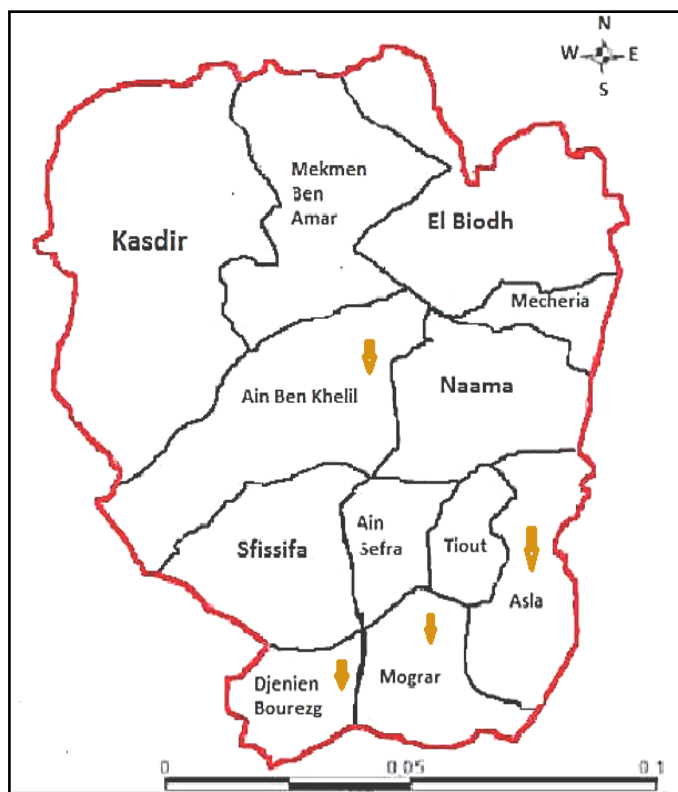 N
W E
S
Mekmen
Ben
Amar
Kasdir
El Biodh
Mecheria
Ain Ben Khelil
Naama
Sfissifa
Ain
Sefra
Tiout
Asla
Djenien
Bourezg
Mograr
0 0.05 0.1